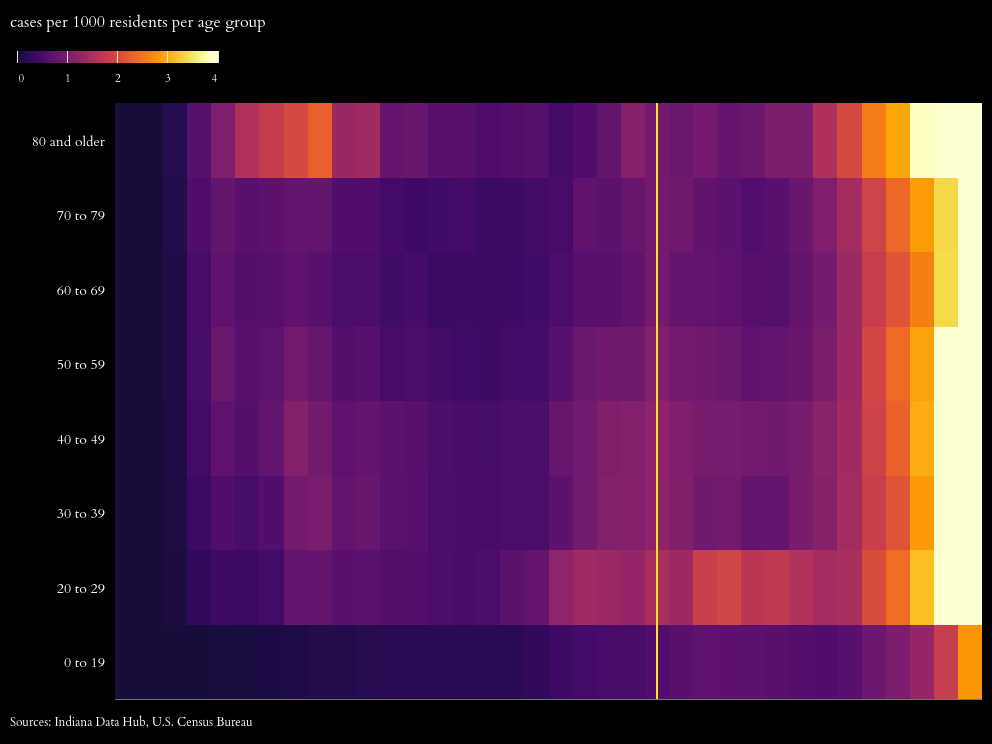 cases per 1000 residents per age group
0 1 2 3 4
80 and older
70 to 79
60 to 69
50 to 59
40 to 49
30 to 39
20 to 29
0 to 19
Sources: Indiana Data Hub, U.S. Census Bureau